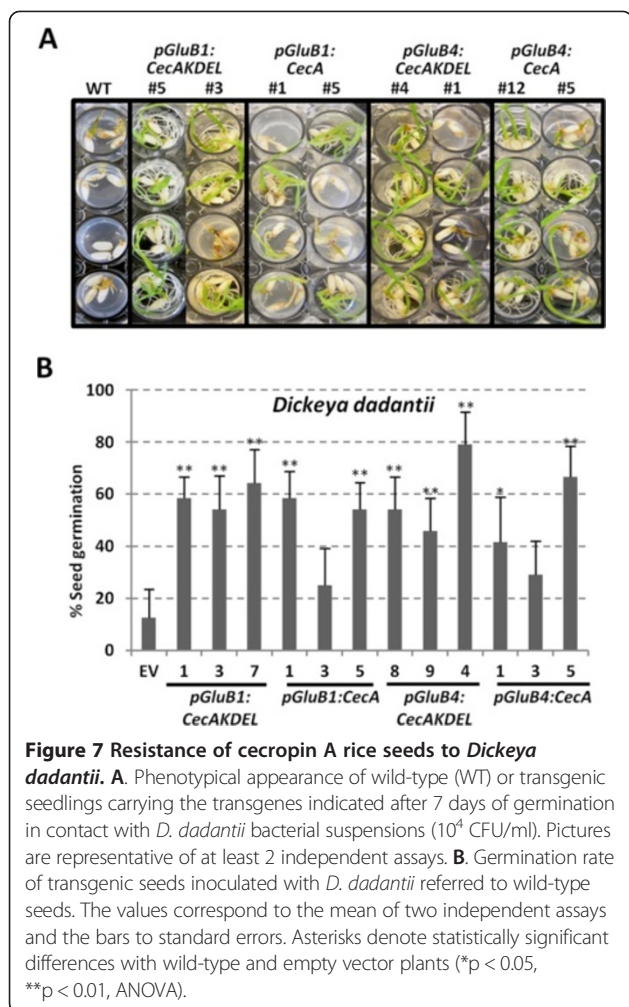 A
pGluB1: pGluB1: pGluB4: pGluB4:
CecAKDEL CecA CecAKDEL CecA
WT #5 #3 #1 #5 #4 #1 #12 #5
B
100
80
60
40
20
0
% Seed germination
Dickeya dadantii
** ** ** ** ** ** ** ** * **
EV 1 3 7 1 3 5 8 9 4 1 3 5
pGluB1: pGluB1:CecA pGluB4: pGluB4:CecA
CecAKDEL CecAKDEL
Figure 7 Resistance of cecropin A rice seeds to Dickeya
dadantii. A. Phenotypical appearance of wild-type (WT) or transgenic
seedlings carrying the transgenes indicated after 7 days of germination
in contact with D. dadantii bacterial suspensions (10⁴ CFU/ml). Pictures
are representative of at least 2 independent assays. B. Germination rate
of transgenic seeds inoculated with D. dadantii referred to wild-type
seeds. The values correspond to the mean of two independent assays
and the bars to standard errors. Asterisks denote statistically significant
differences with wild-type and empty vector plants (*p < 0.05,
**p < 0.01, ANOVA).